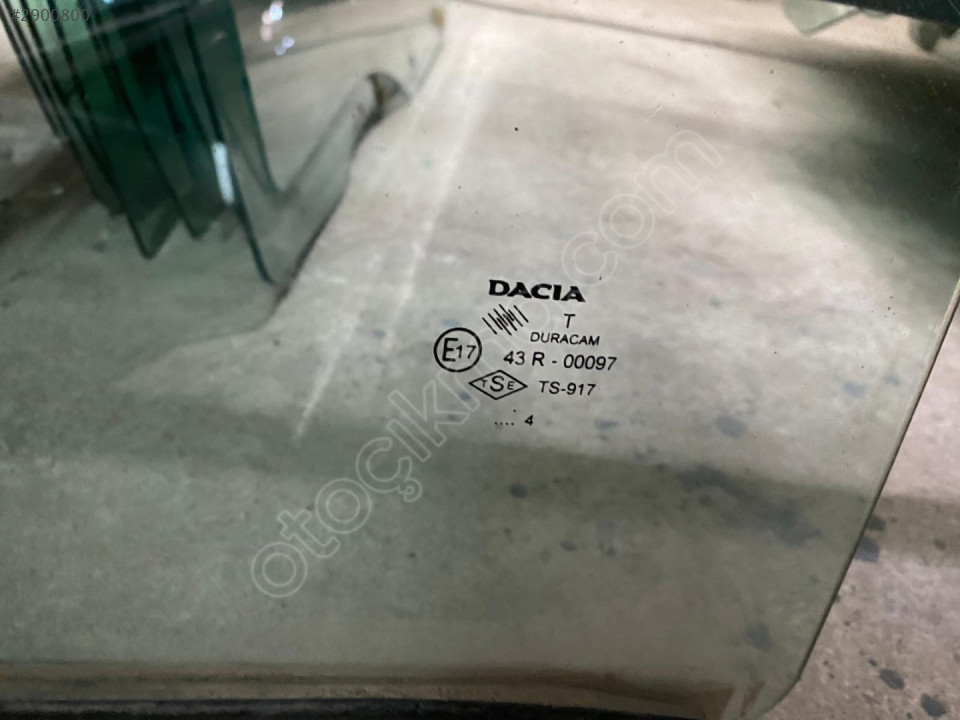 #2900800
DACIA
T
DURACAM
E17
43 R - 00097
TSE
TS-917
.... 4
otoçıkma.com